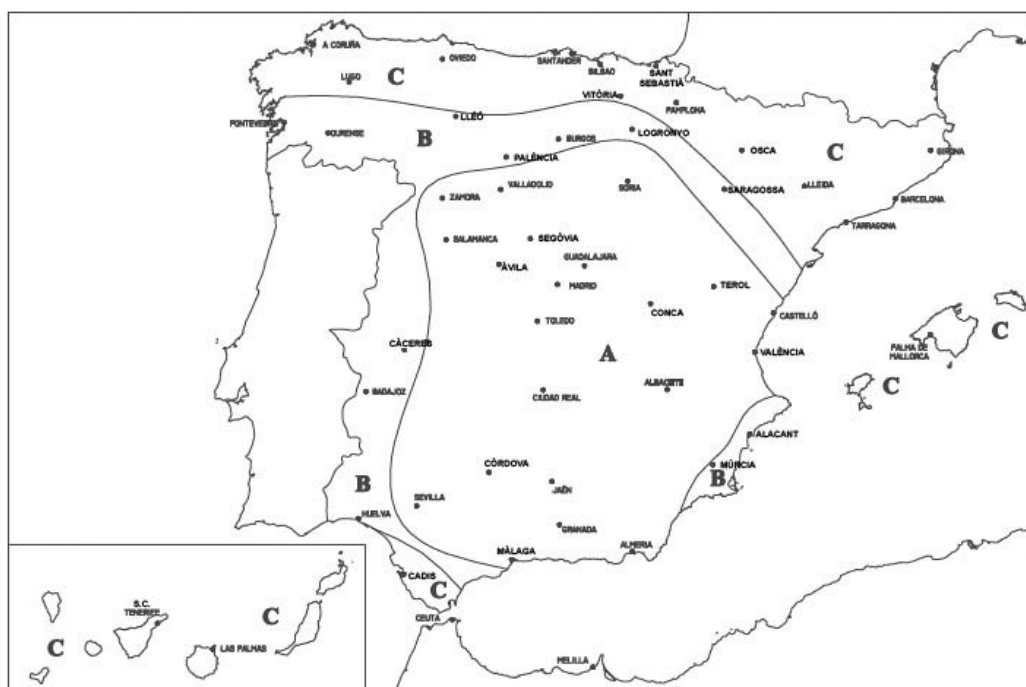 A CORUÑA
OVIEDO
SANTANDER
BILBAO
SANT
SEBASTIÀ
LUGO
C
VITÒRIA
PAMPLONA
PONTEVEDRA
OURENSE
LLEÓ
B
BURGOS
LOGRONYO
OSCA
C
GIRONA
PALÈNCIA
VALLADOLID
SÒRIA
SARAGOSSA
LLEIDA
BARCELONA
ZAMORA
TARRAGONA
SALAMANCA
SEGÒVIA
GUADALAJARA
ÀVILA
MADRID
TEROL
CONCA
CASTELLÓ
TOLEDO
C
CÀCERES
A
VALÈNCIA
PALMA DE
MALLORCA
C
BADAJOZ
CIUDAD REAL
ALBACETE
ALACANT
CÒRDOVA
MÚRCIA
B
B
JAÉN
SEVILLA
HUELVA
GRANADA
MÀLAGA
ALMERIA
CADIS
C
CEUTA
MELILLA
S.C.
TENERIFE
C
C
LAS PALMAS